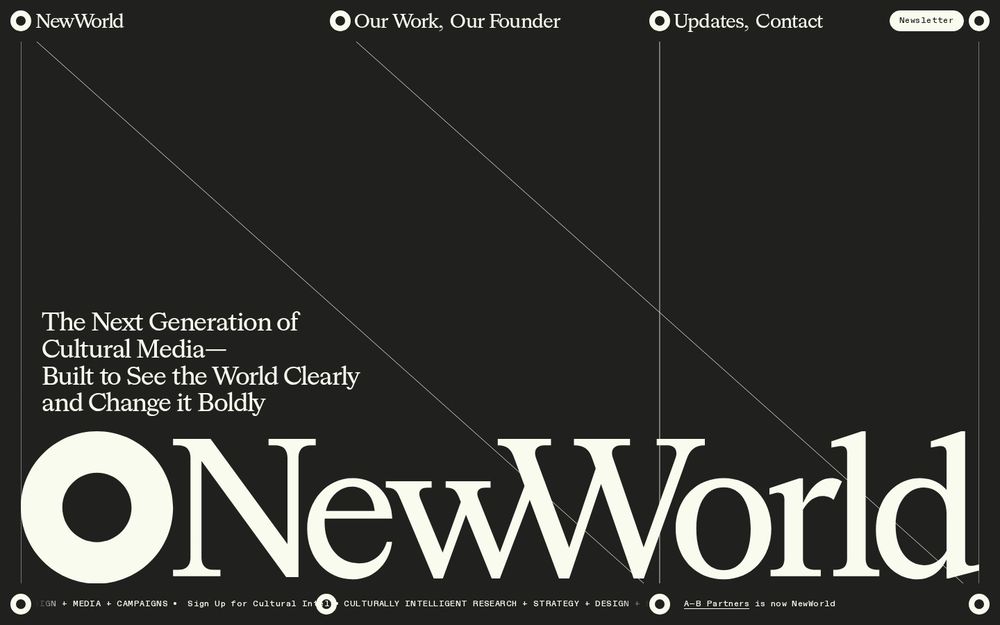 NewWorld
Our Work, Our Founder
Updates, Contact
Newsletter
The Next Generation of
Cultural Media—
Built to See the World Clearly
and Change it Boldly
NewWorld
+ MEDIA + CAMPAIGNS • Sign Up for Cultural
CULTURALLY INTELLIGENT RESEARCH + STRATEGY + DESIGN +
A—B Partners is now NewWorld